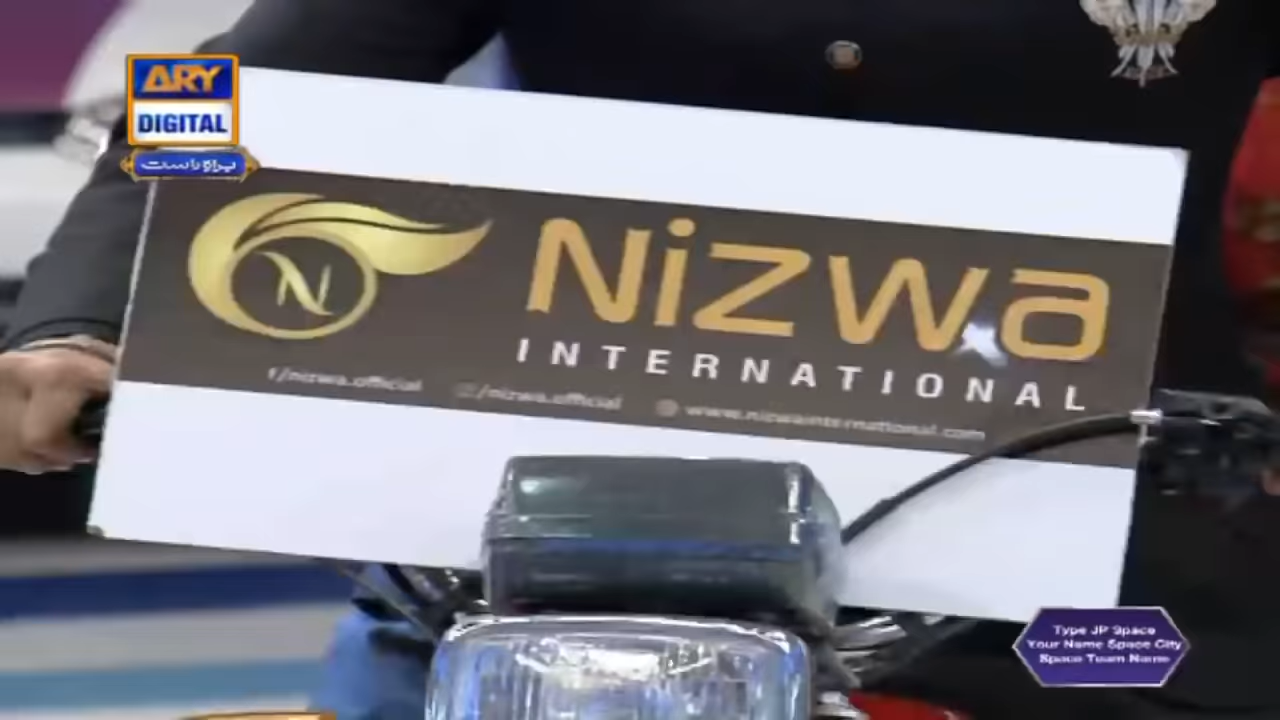 ARY
DIGITAL
براہ راست
N
Nizwa
INTERNATIONAL
f/nizwa.official
/nizwa.official
www.nizwainternational.com
Type JP Space
Your Name Space City
Space Team Name